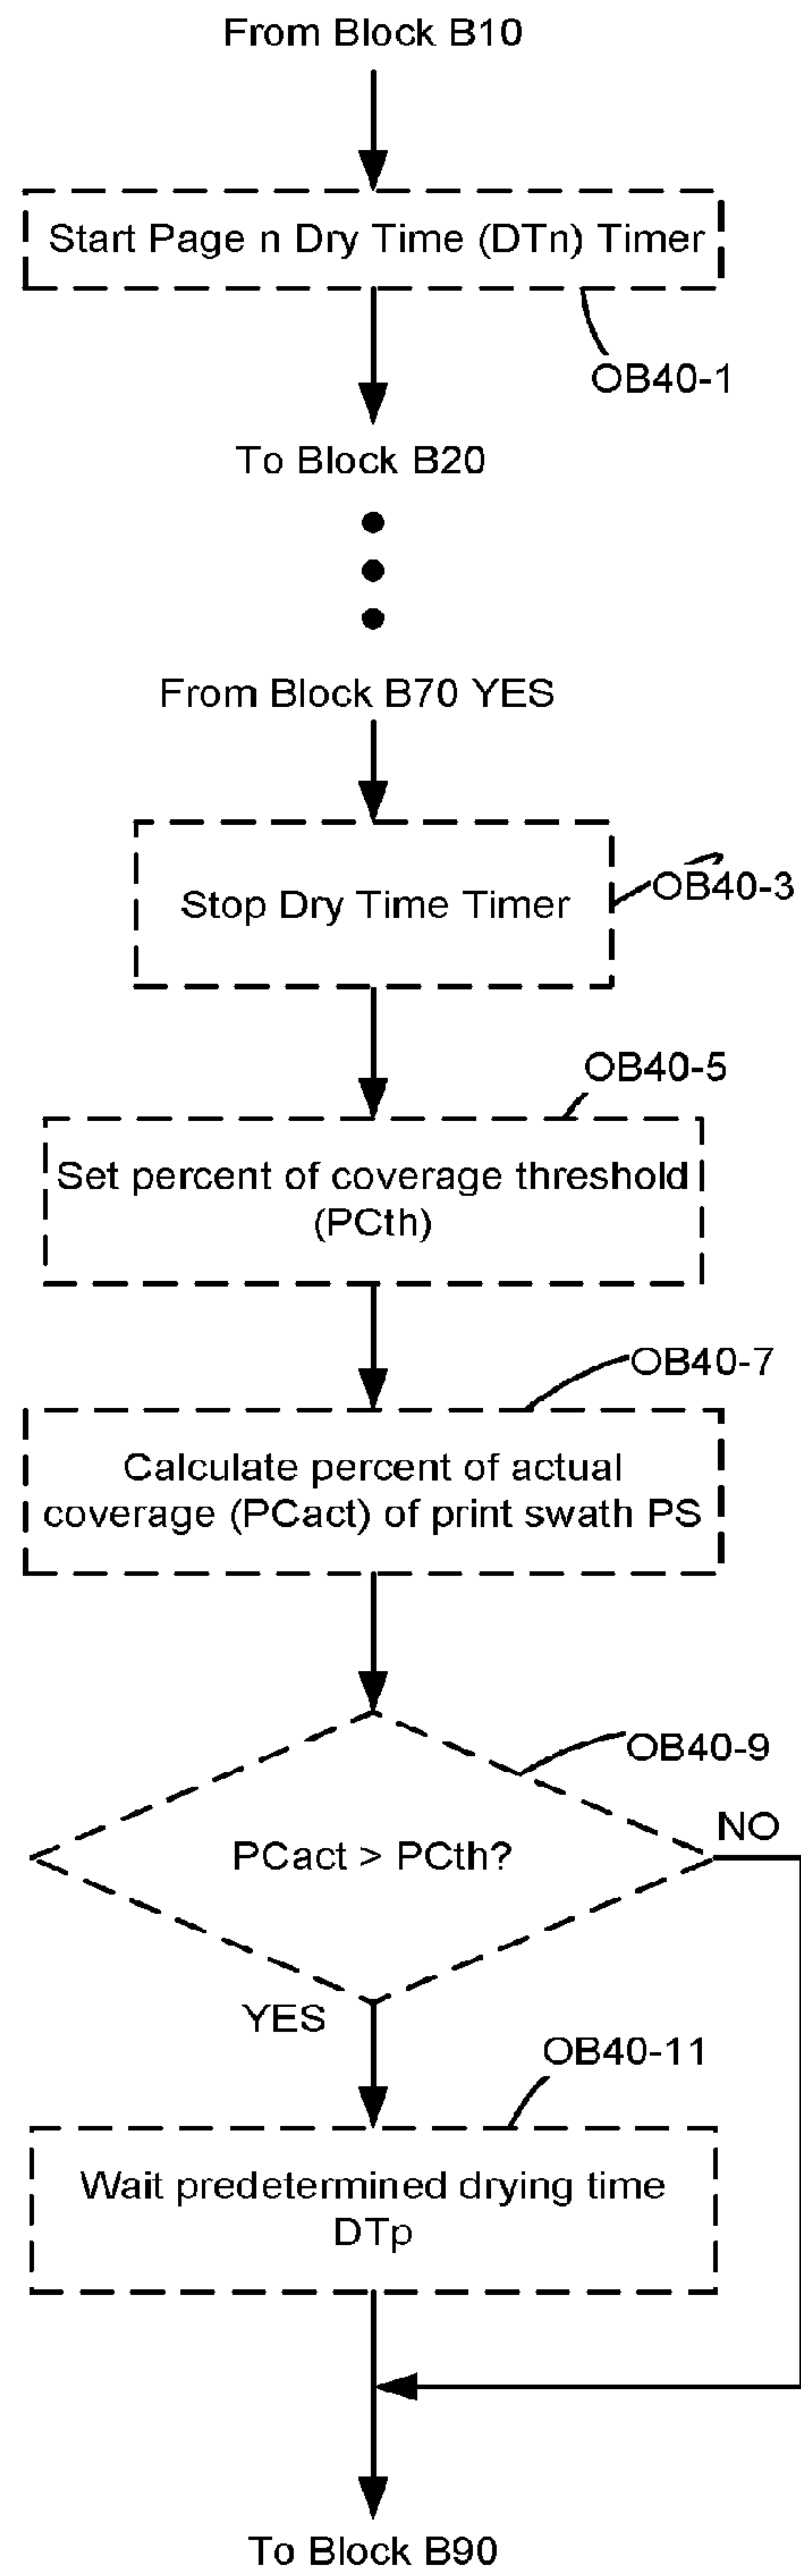 From Block B10
Start Page n Dry Time (DTn) Timer
OB40-1
To Block B20
From Block B70 YES
Stop Dry Time Timer
OB40-3
OB40-5
Set percent of coverage threshold
(PCth)
OB40-7
Calculate percent of actual
coverage (PCact) of print swath PS
OB40-9
PCact > PCth?
NO
YES
OB40-11
Wait predetermined drying time
DTp
To Block B90